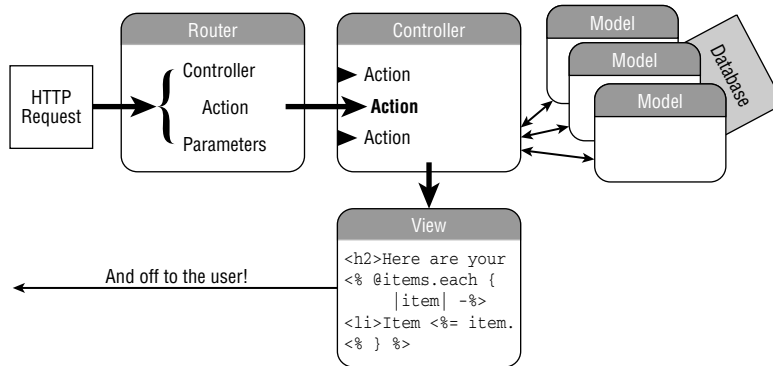 Router
Controller
Action
Parameters
HTTP
Request
Controller
Action
Action
Action
Model
Model
Model
Database
View
<h2>Here are your
<% @items.each {
|item| -%>
<li>Item <%= item.
<% } %>
And off to the user!